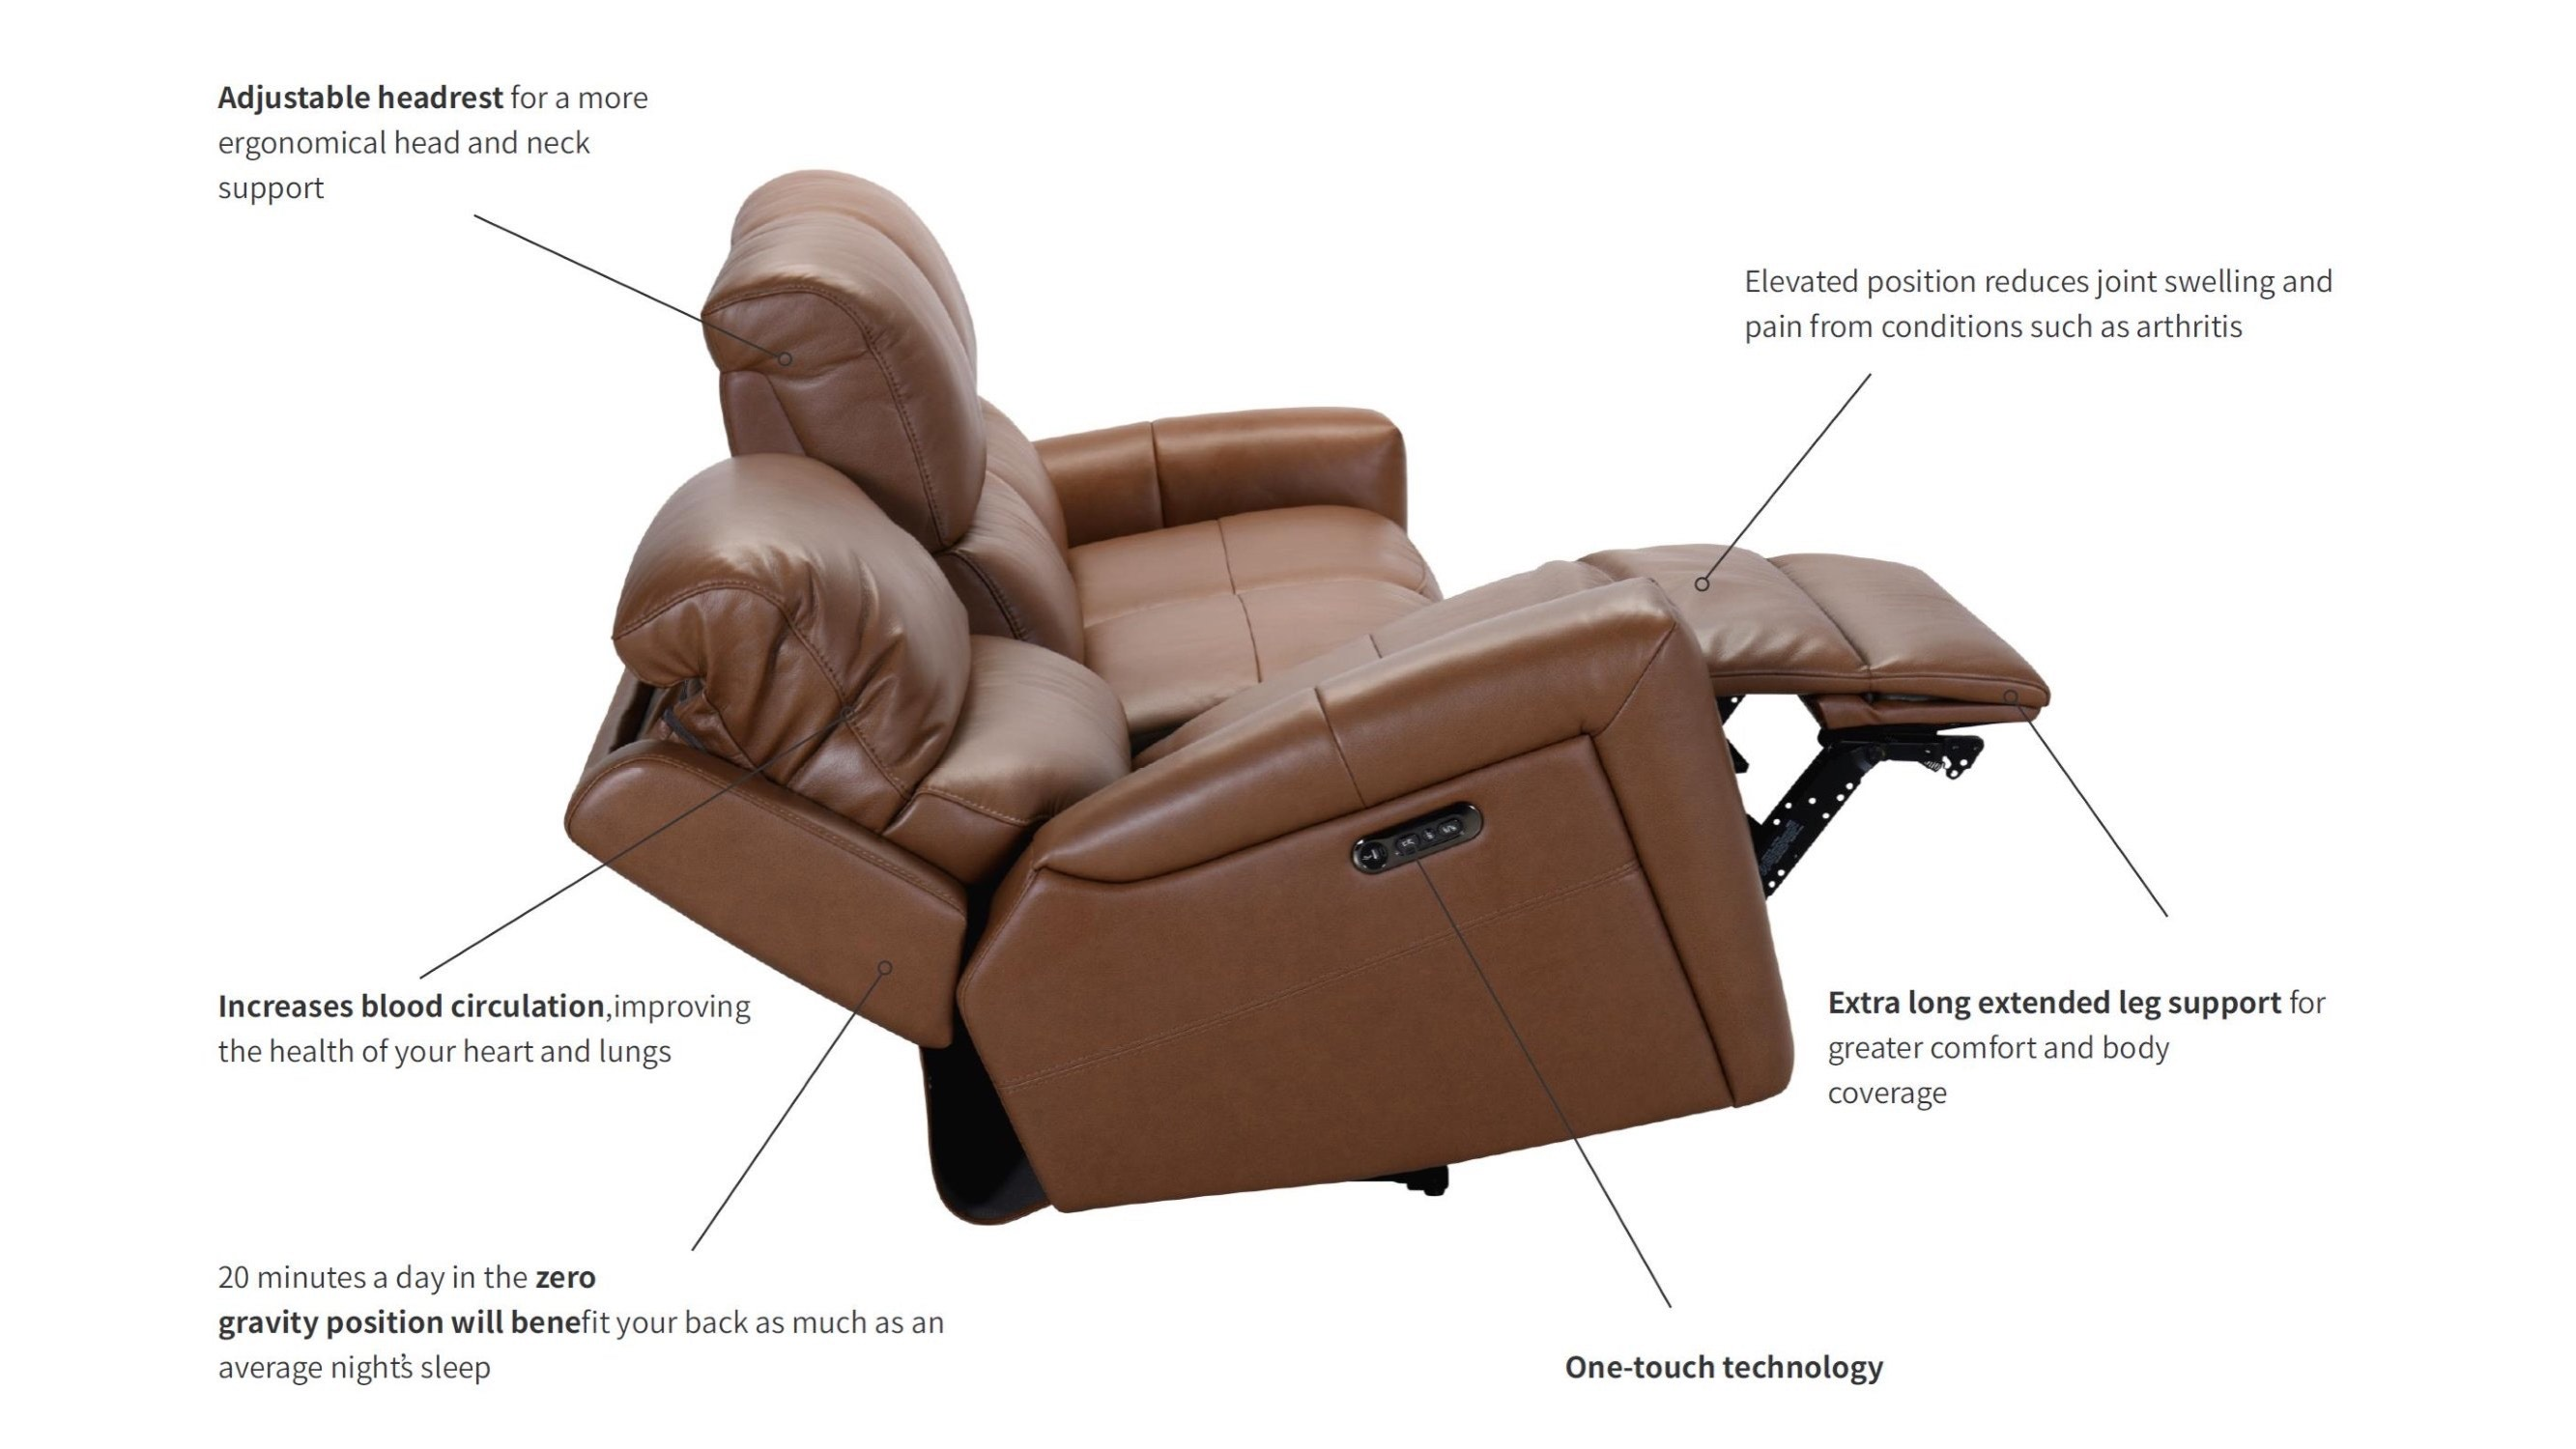 Adjustable headrest for a more
ergonomical head and neck
support
Elevated position reduces joint swelling and
pain from conditions such as arthritis
Increases blood circulation,improving
the health of your heart and lungs
Extra long extended leg support for
greater comfort and body
coverage
20 minutes a day in the zero
gravity position will benefit your back as much as an
average night's sleep
One-touch technology